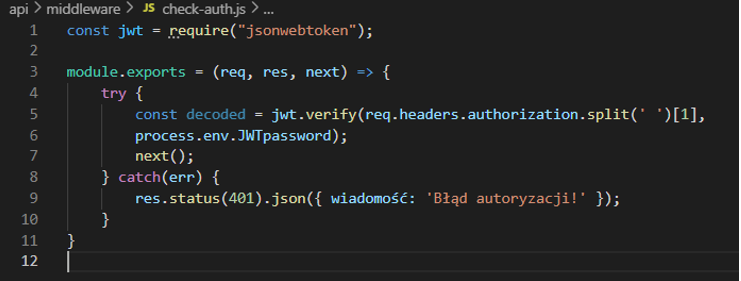 api > middleware > JS check-auth.js > ...
1 const jwt = require("jsonwebtoken");
2
3 module.exports = (req, res, next) => {
4     try {
5         const decoded = jwt.verify(req.headers.authorization.split(' ')[1],
6         process.env.JWTpassword);
7         next();
8     } catch(err) {
9         res.status(401).json({ wiadomość: 'Błąd autoryzacji!' });
10     }
11 }
12